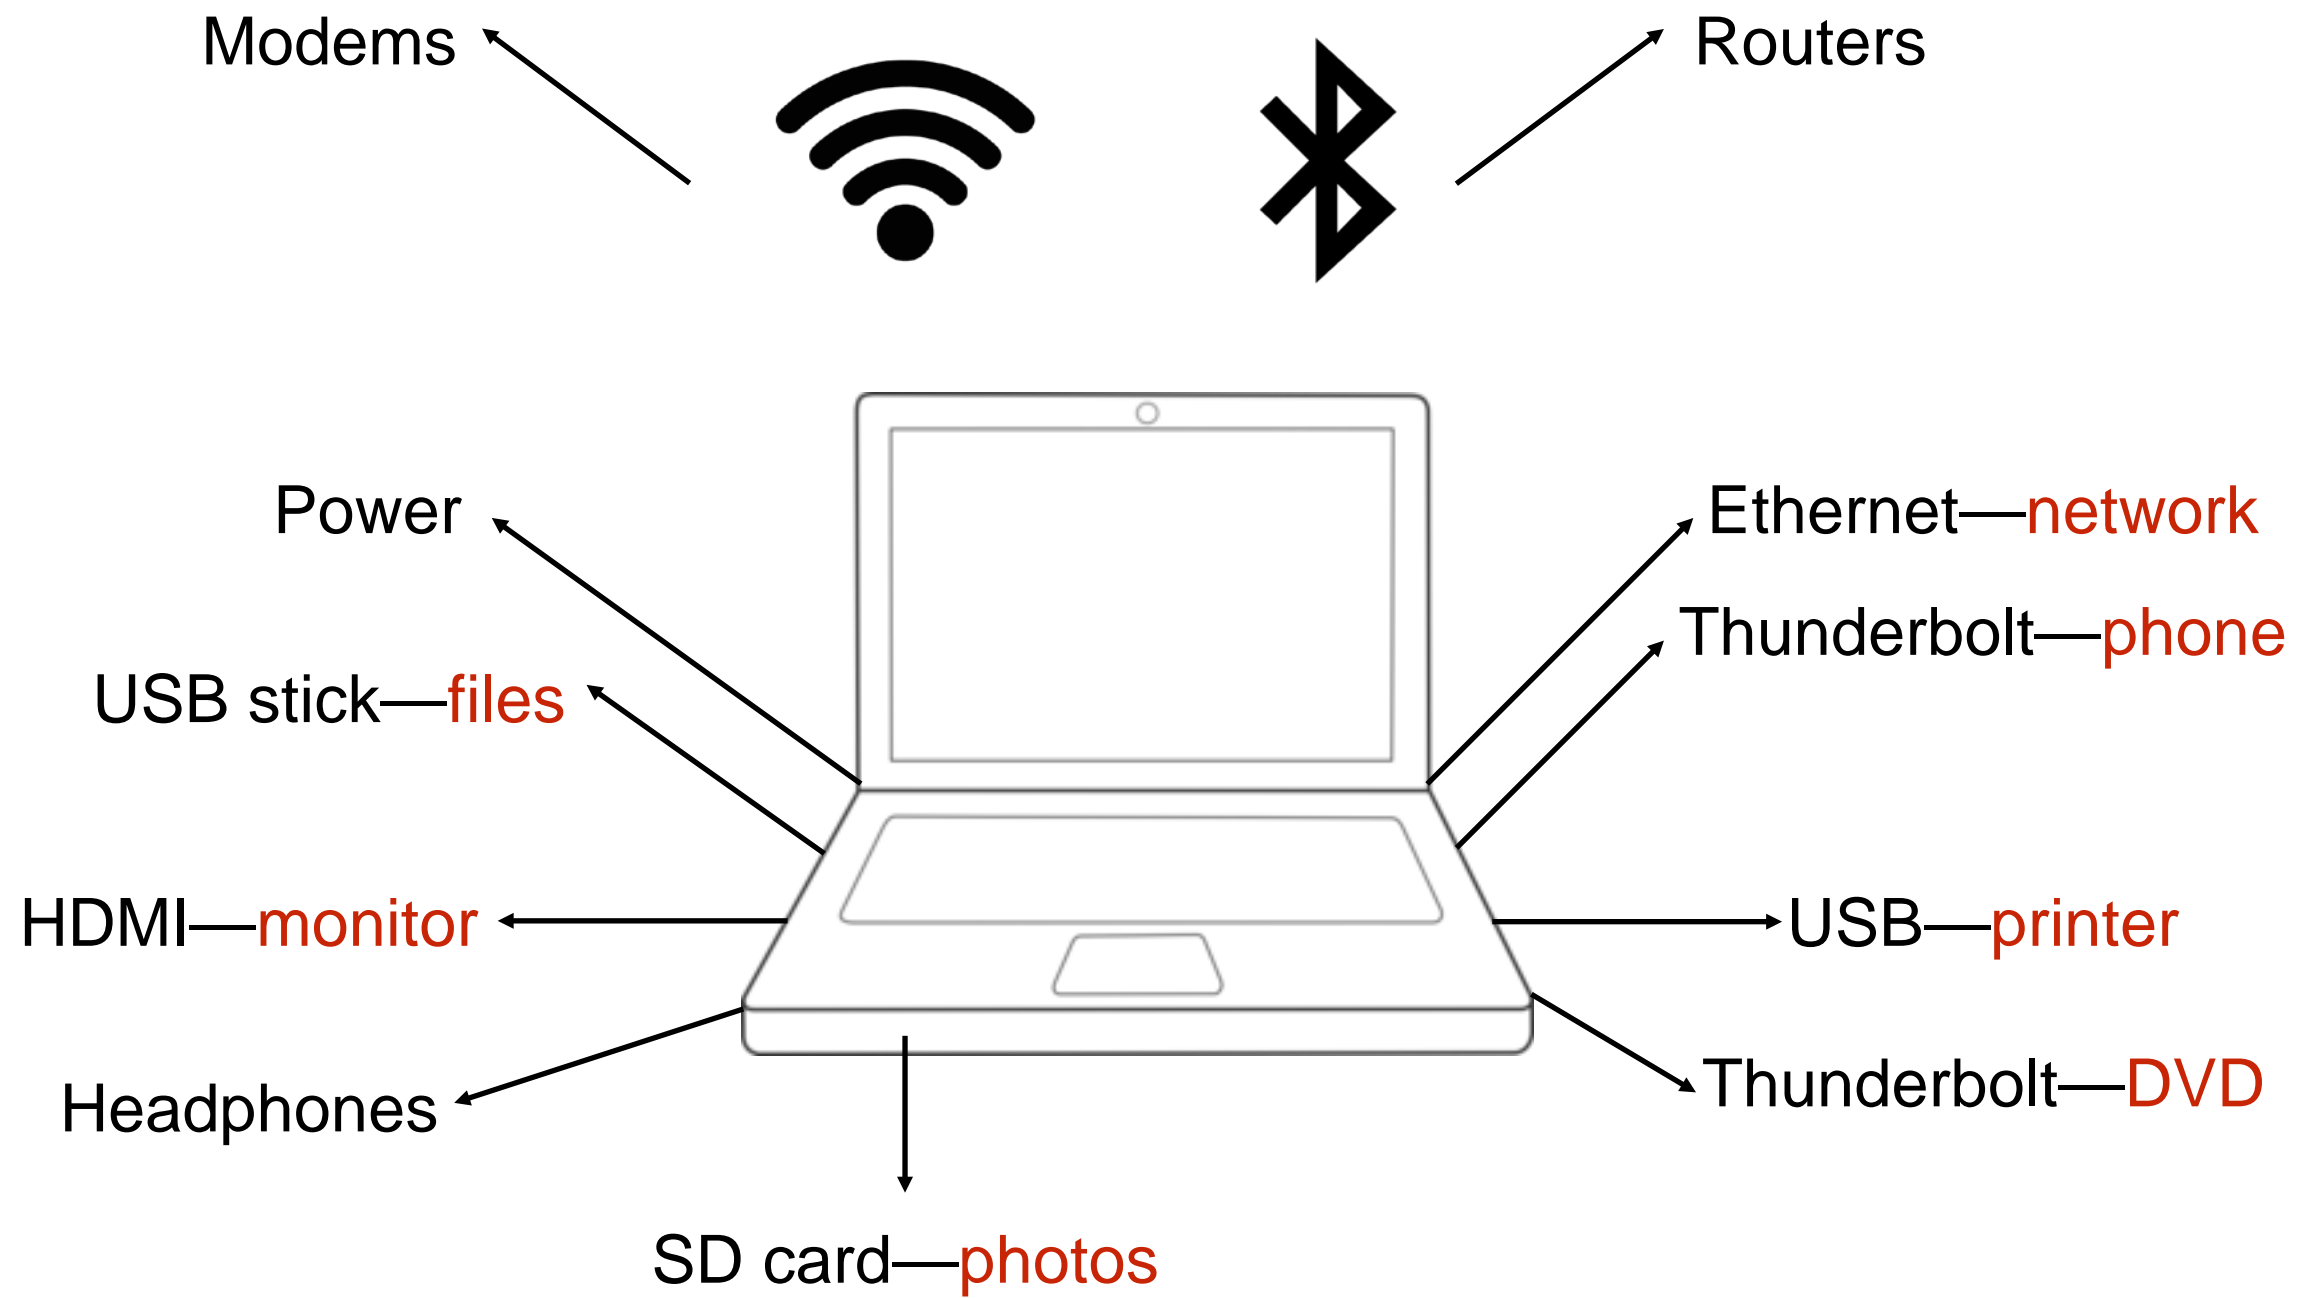 Modems
Routers
Power
Ethernet—network
Thunderbolt—phone
USB stick—files
HDMI—monitor
USB—printer
Headphones
Thunderbolt—DVD
SD card—photos